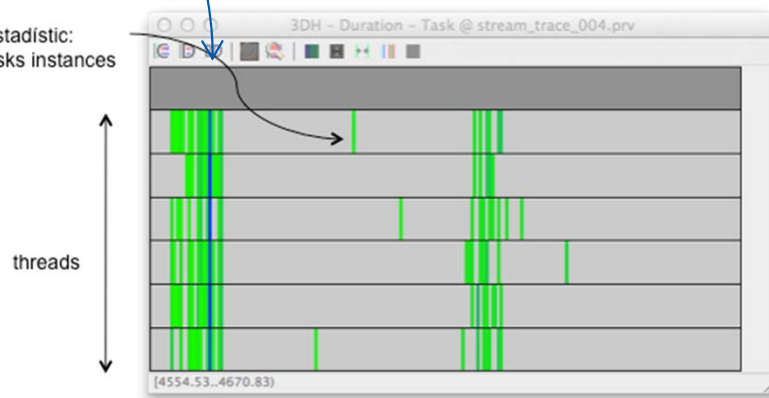 3DH - Duration - Task @ stream_trace_004.prv
stadístic:
sks instances
threads
[4554.53..4670.83)